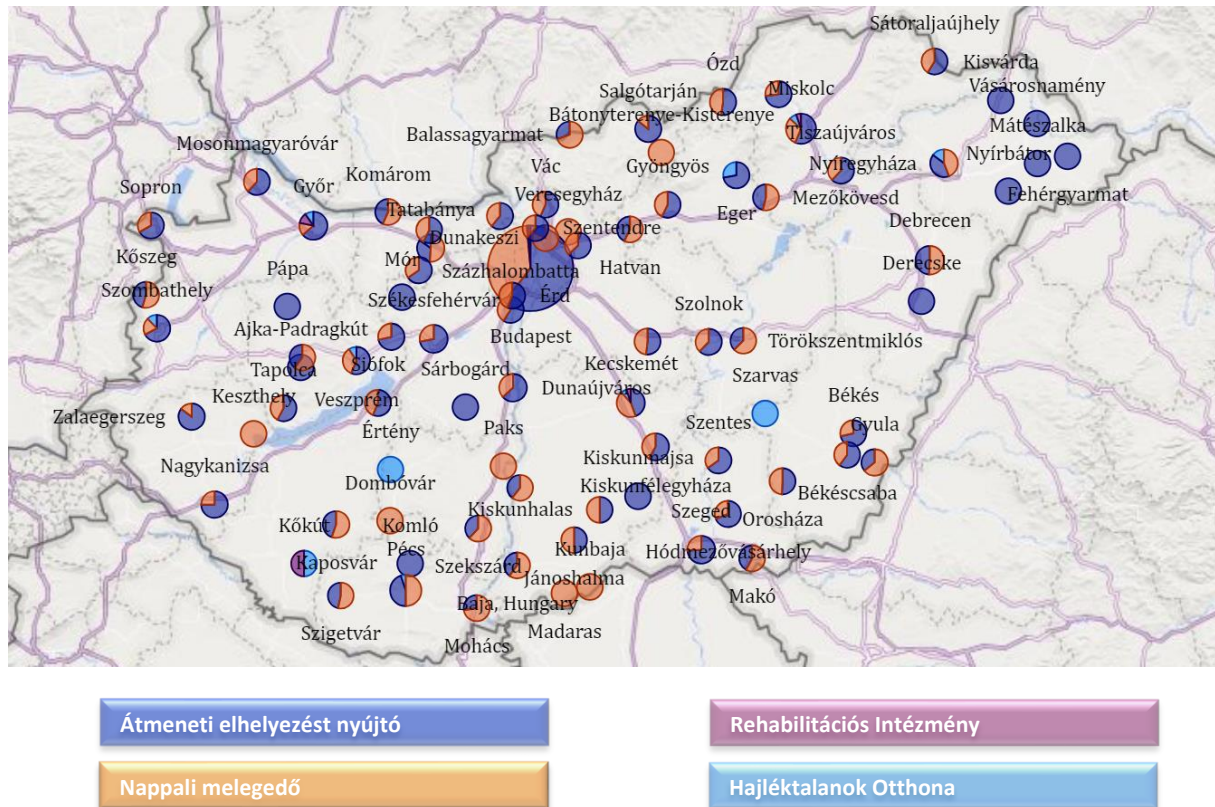 Sátoraljaújhely
Ózd
Kisvárda
Salgótarján
Miskolc
Vásárosnamény
Bátonyterenye-Kisterenye
Balassagyarmat
Tiszaújváros
Mátészalka
Mosonmagyaróvár
Vác
Gyöngyös
Nyíregyháza
Nyírbátor
Sopron
Győr
Komárom
Veresegyház
Mezőkövesd
Fehérgyarmat
Tatabánya
Eger
Debrecen
Dunakeszi
Szentendre
Kőszeg
Pápa
Mór
Százhalombatta
Hatvan
Derecske
Szombathely
Székesfehérvár
Érd
Szolnok
Ajka-Padragkút
Siófok
Budapest
Törökszentmiklós
Tapolca
Sárbogárd
Kecskemét
Szarvas
Keszthely
Veszprém
Dunaújváros
Békés
Zalaegerszeg
Értény
Paks
Szentes
Gyula
Nagykanizsa
Kiskunmajsa
Dombóvár
Kiskunfélegyháza
Békéscsaba
Kőkút
Komló
Kiskunhalas
Szeged
Orosháza
Pécs
Kunbaja
Hódmezővásárhely
Kaposvár
Szekszárd
Jánoshalma
Makó
Baja, Hungary
Szigetvár
Mohács
Madaras
Átmeneti elhelyezést nyújtó
Rehabilitációs Intézmény
Nappali melegedő
Hajléktalanok Otthona